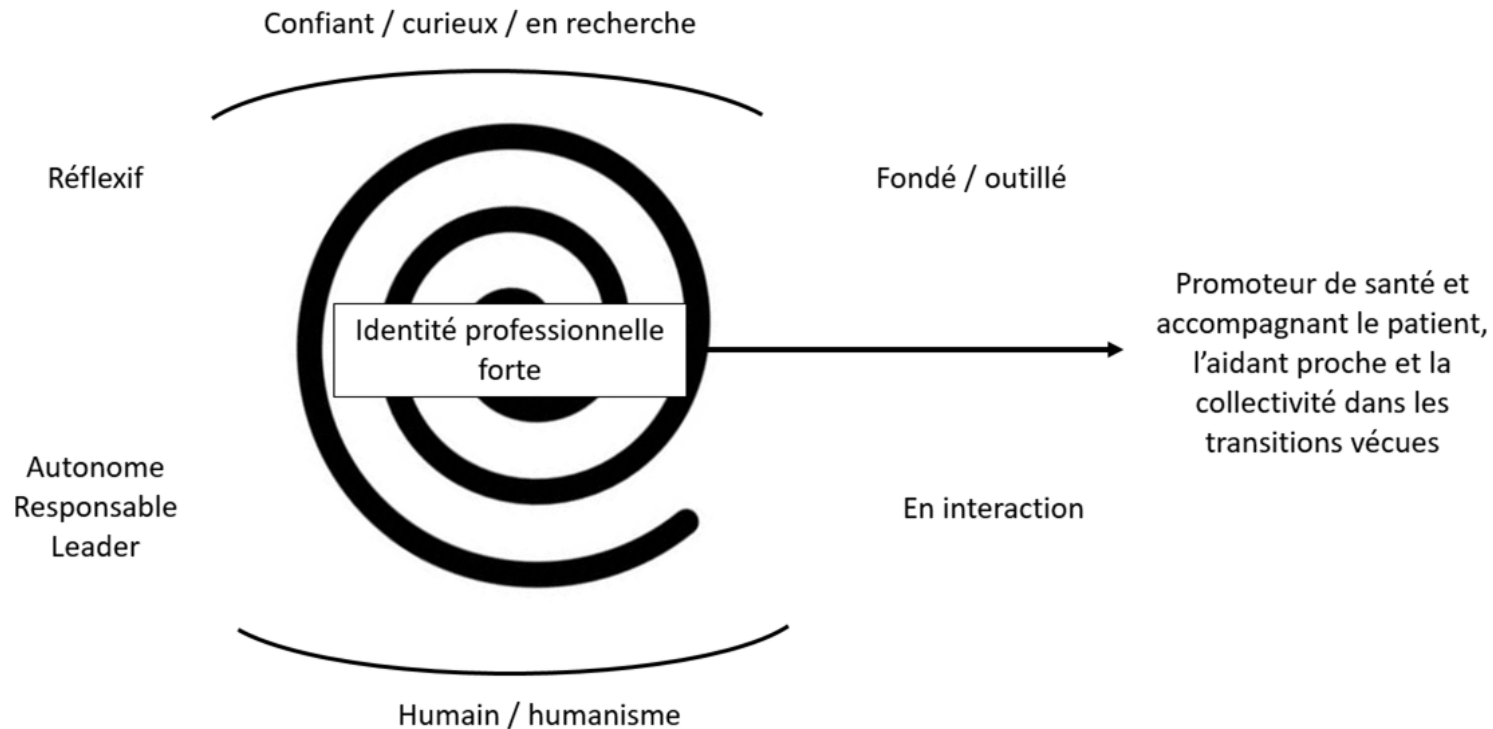 Confiant / curieux / en recherche
Réflexif
Fondé / outillé
Identité professionnelle
forte
Promoteur de santé et
accompagnant le patient,
l’aidant proche et la
collectivité dans les
transitions vécues
Autonome
Responsable
Leader
En interaction
Humain / humanisme